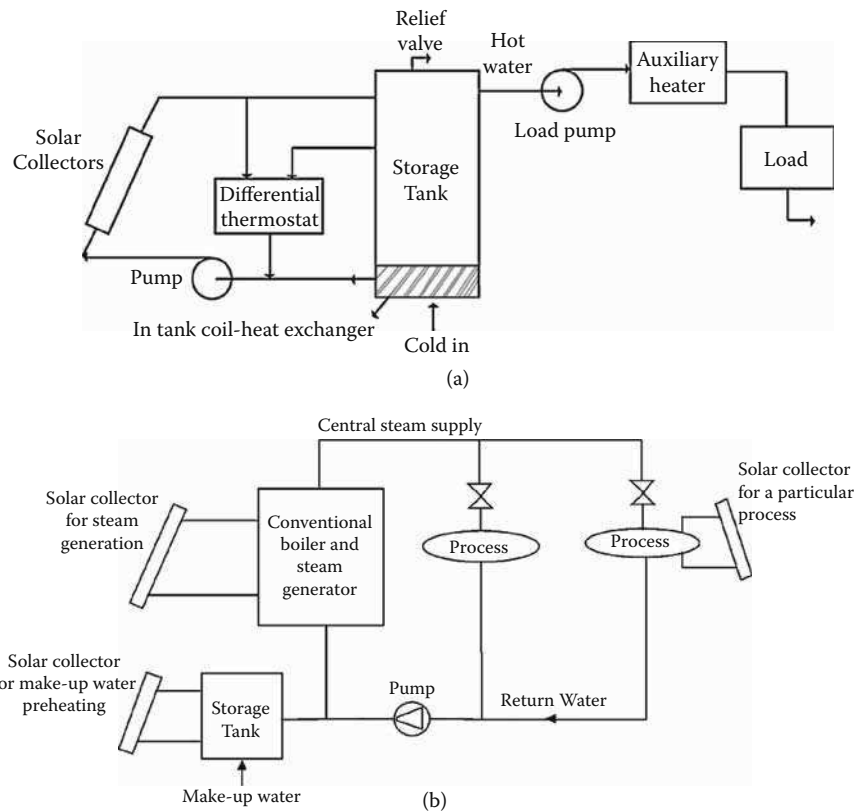 Relief
valve
Hot
water
Auxiliary
heater
Load pump
Solar
Collectors
Storage
Tank
Load
Differential
thermostat
Pump
In tank coil-heat exchanger
Cold in
(a)
Central steam supply
Solar collector
for a particular
process
Solar collector
for steam
generation
Conventional
boiler and
steam
generator
Process
Process
Solar collector
or make-up water
preheating
Storage
Tank
Pump
Return Water
Make-up water
(b)